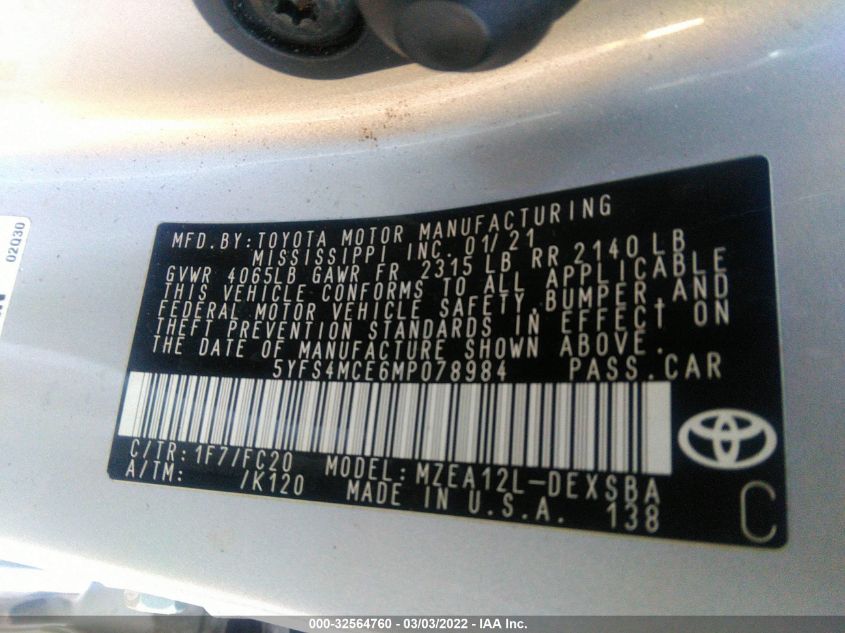 02Q30
MFD.BY:TOYOTA MOTOR MANUFACTURING
MISSISSIPPI INC. 01/21
GVWR 4065LB GAWR FR 2315 LB RR 2140 LB
THIS VEHICLE CONFORMS TO ALL APPLICABLE
FEDERAL MOTOR VEHICLE SAFETY,BUMPER,AND
THEFT PREVENTION STANDARDS IN EFFECT ON
THE DATE OF MANUFACTURE SHOWN ABOVE.
5YFS4MCE6MP078984 PASS.CAR
C/TR: 1F7/FC20 MODEL: MZEA12L-DEXSBA
A/TM: /K120 MADE IN U.S.A. 138
C
000-32564760 — 03/03/2022 — IAA Inc.